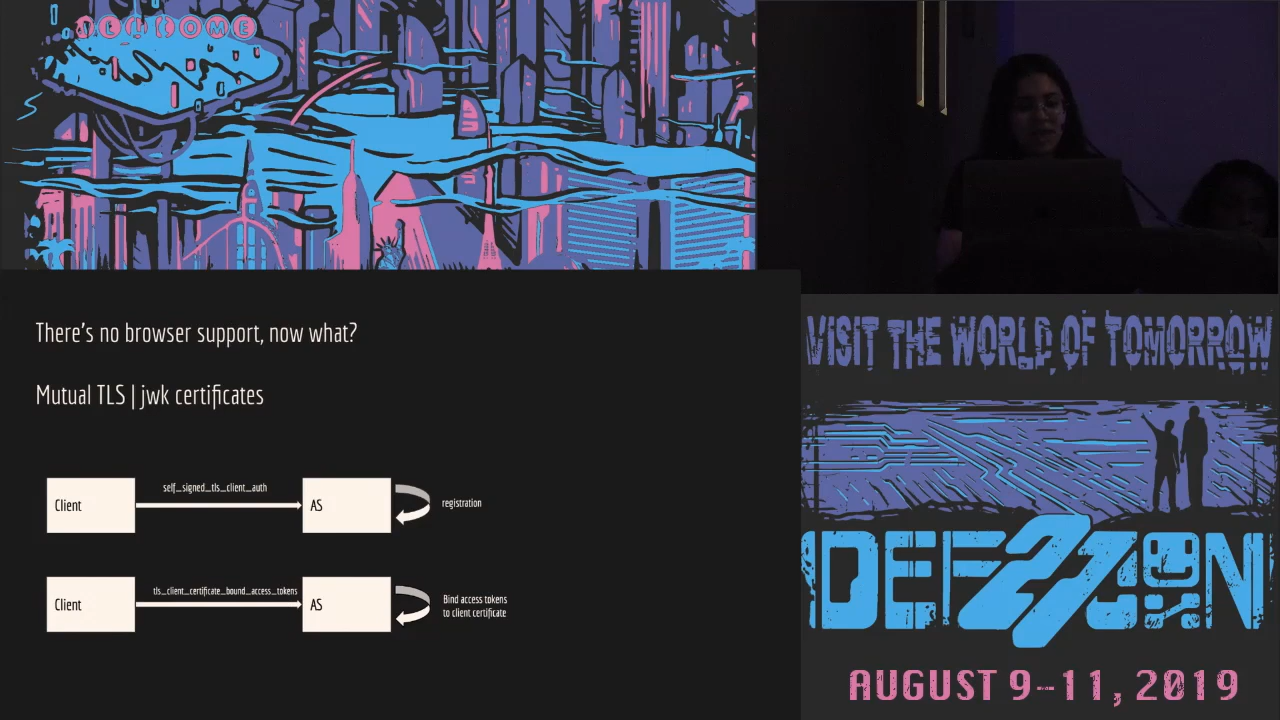 WELCOME
There's no browser support, now what?
Mutual TLS | jwk certificates
Client
self_signed_tls_client_auth
AS
registration
Client
tls_client_certificate_bound_access_tokens
AS
Bind access tokens
to client certificate
VISIT THE WORLD OF TOMORROW
DEF CON
27
AUGUST 9-11, 2019